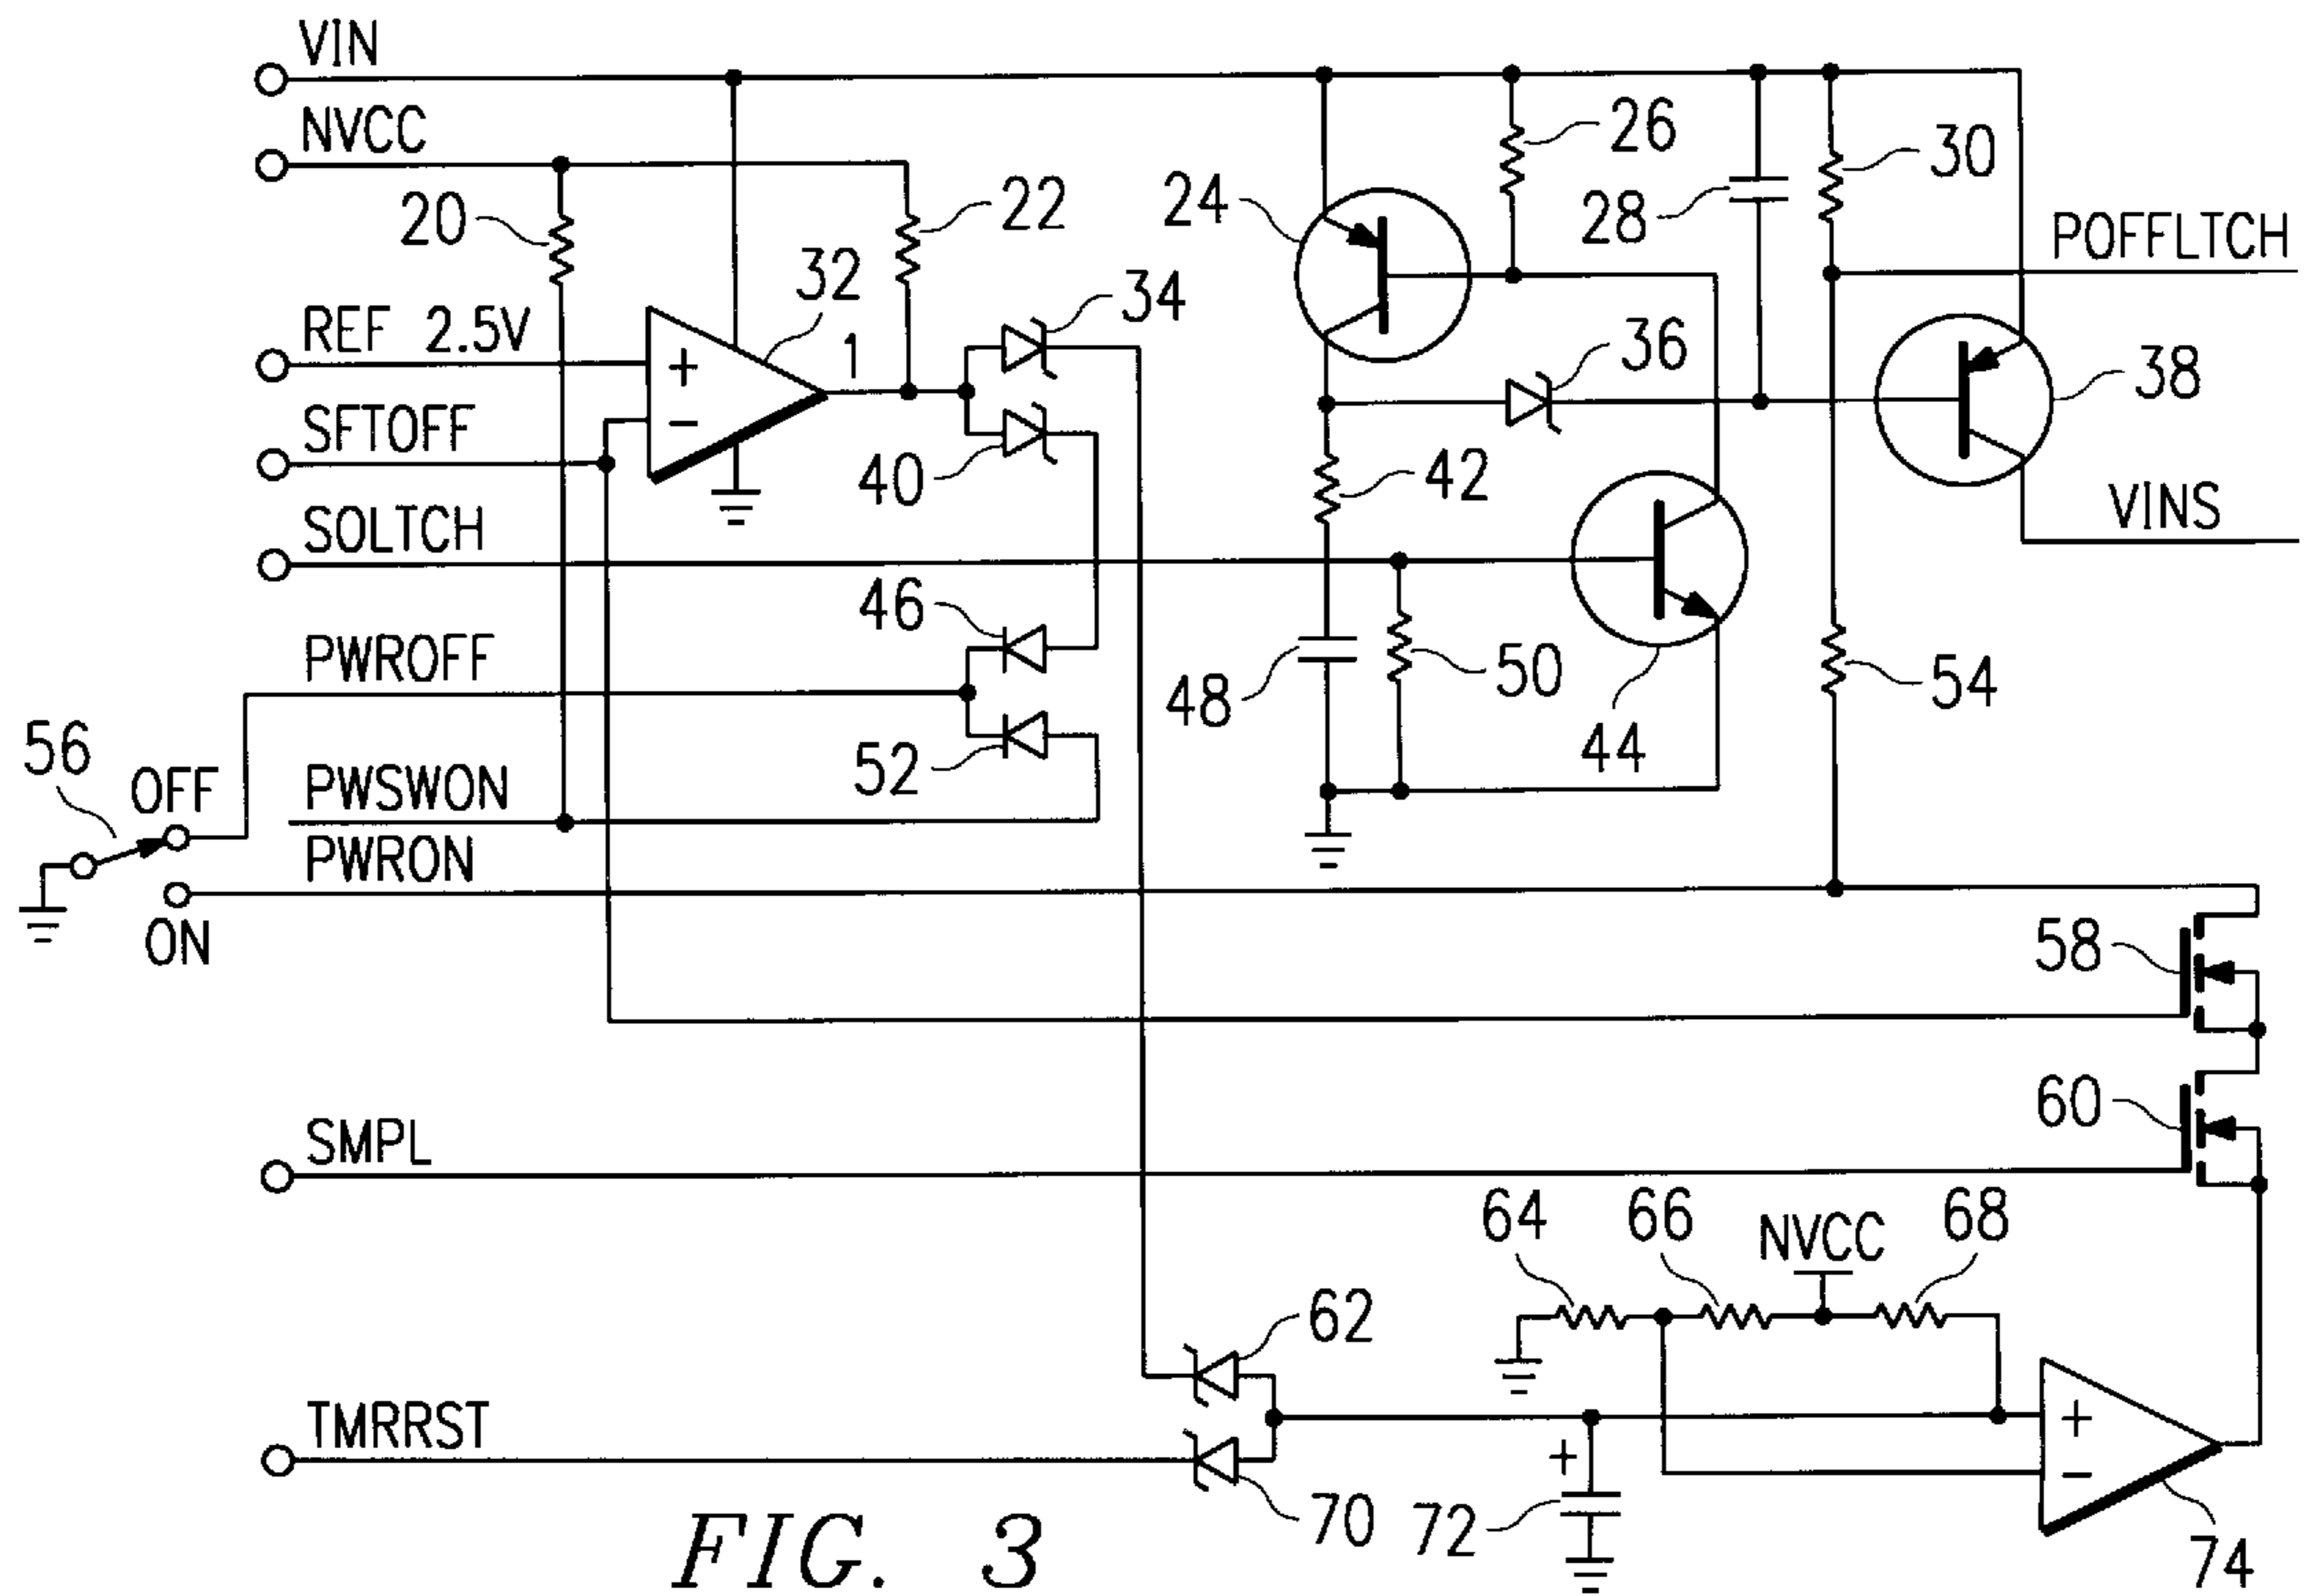 VIN
NVCC
26
30
24
28
20
22
POFFLTCH
32
34
REF 2.5V
+
1
36
38
SFTOFF
−
40
42
SOLTCH
VINS
46
PWROFF
48
50
54
56
52
44
OFF
PWSWON
PWRON
ON
58
60
SMPL
64
66
NVCC
68
62
TMRRST
+
+
−
70
72
74
FIG. 3